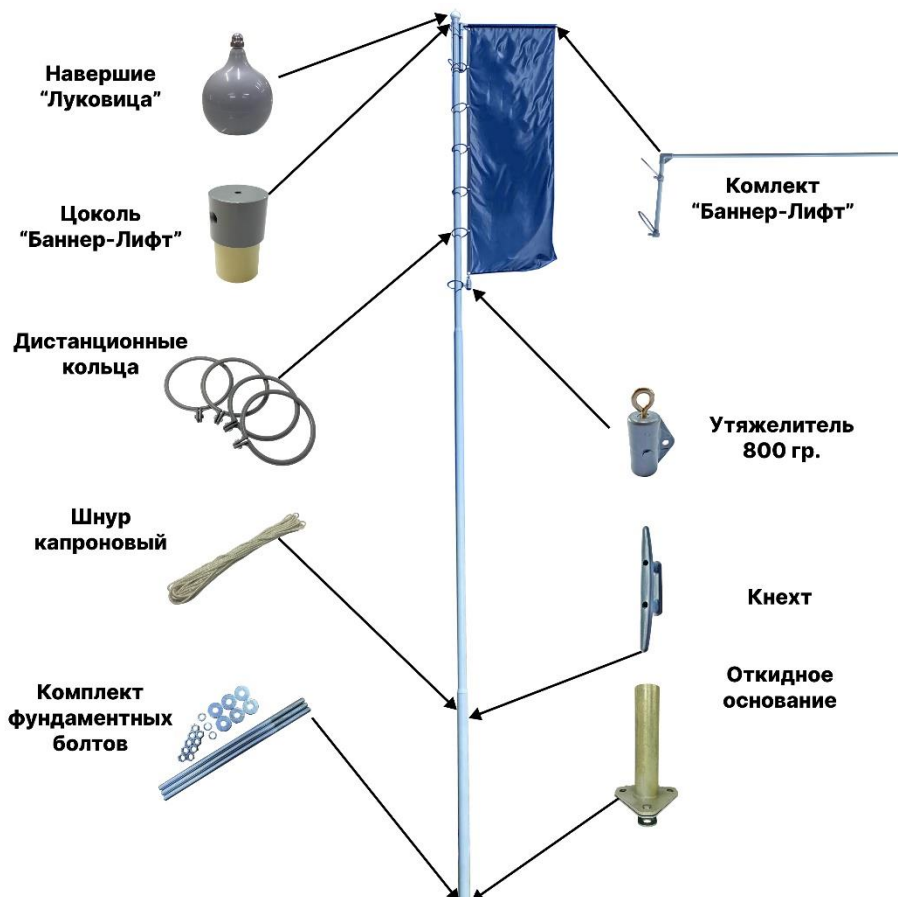 Навершие
“Луковица”
Цоколь
“Баннер-Лифт”
Дистанционные
кольца
Шнур
капроновый
Комплект
фундаментных
болтов
Комлект
“Баннер-Лифт”
Утяжелитель
800 гр.
Кнехт
Откидное
основание